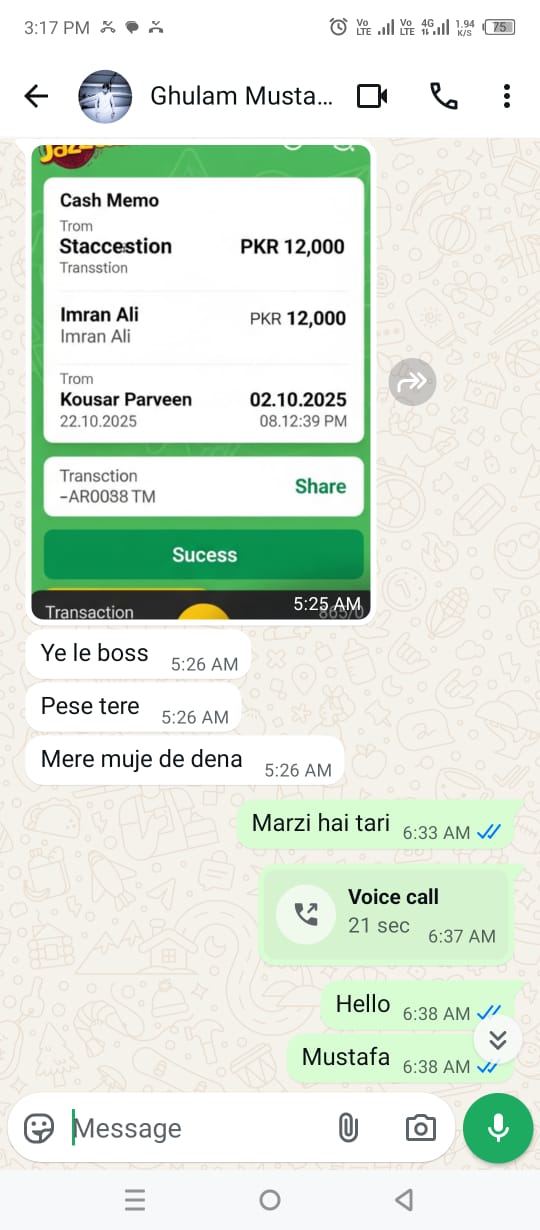 3:17 PM
Vo LTE Vo LTE 4G 1.94 K/S 75
Ghulam Musta...
Cash Memo
Trom
Staccestion PKR 12,000
Transstion
Imran Ali PKR 12,000
Imran Ali
Trom
Kousar Parveen 02.10.2025
22.10.2025 08.12:39 PM
Transction
-AR0038 TM Share
Sucess
Transaction
5:25 AM
Ye le boss 5:26 AM
Pese tere 5:26 AM
Mere muje de dena 5:26 AM
Marzi hai tari 6:33 AM
Voice call
21 sec 6:37 AM
Hello 6:38 AM
Mustafa 6:38 AM
Message